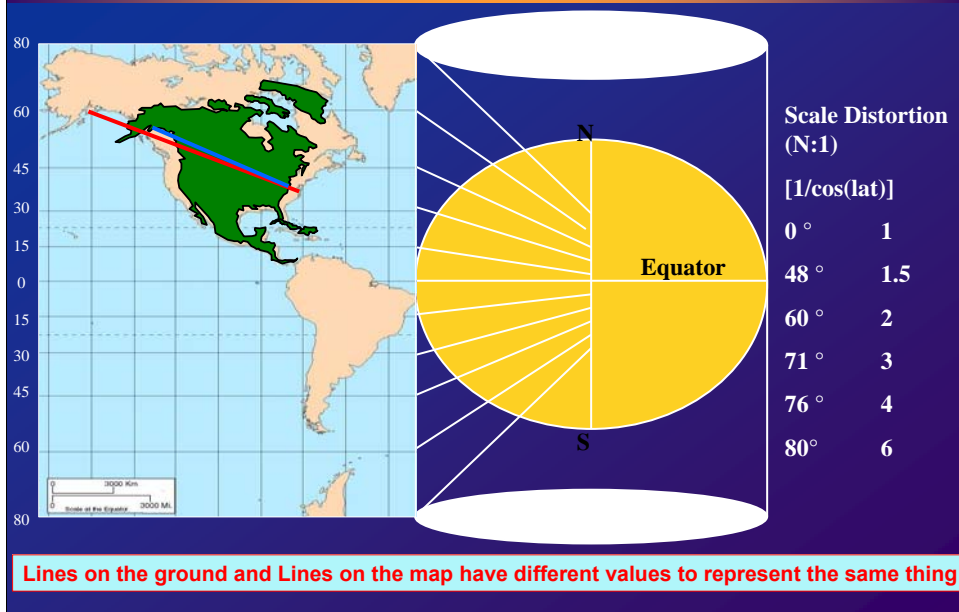 80
60
45
30
15
0
15
30
45
60
80
0 3000 Km
0 3000 Mi.
Scale at the Equator
N
Equator
S
Scale Distortion
(N:1)
[1/cos(lat)]
0 ° 1
48 ° 1.5
60 ° 2
71 ° 3
76 ° 4
80° 6
Lines on the ground and Lines on the map have different values to represent the same thing